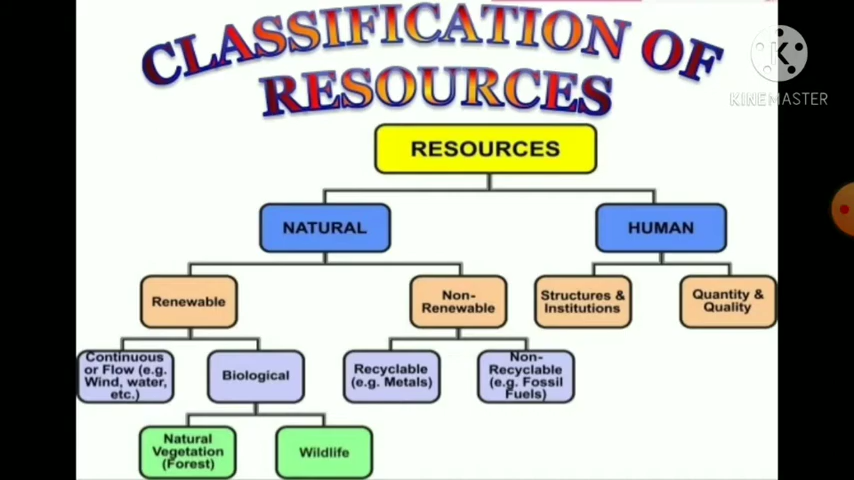 CLASSIFICATION OF
RESOURCES
KINEMASTER
RESOURCES
NATURAL
HUMAN
Renewable
Non-
Renewable
Structures &
Institutions
Quantity &
Quality
Continuous
or Flow (e.g.
Wind, water,
etc.)
Biological
Recyclable
(e.g. Metals)
Non-
Recyclable
(e.g. Fossil
Fuels)
Natural
Vegetation
(Forest)
Wildlife